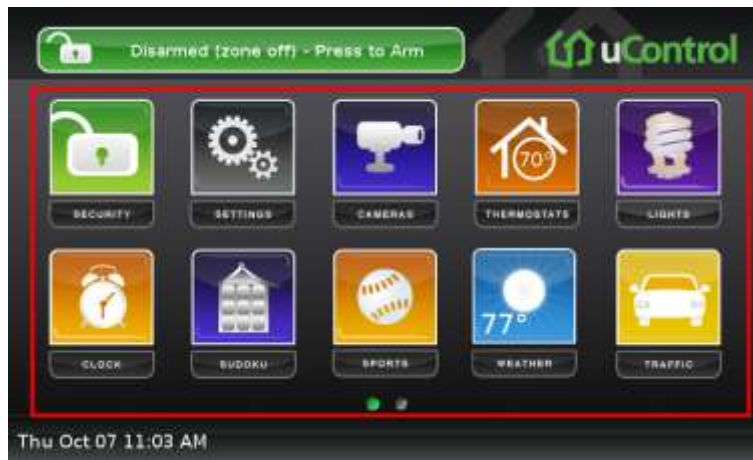 Disarmed (zone off) - Press to Arm
uControl
70°
SECURITY
SETTINGS
CAMERAS
THERMOSTATS
LIGHTS
77°
CLOCK
SUDOKU
SPORTS
WEATHER
TRAFFIC
Thu Oct 07 11:03 AM